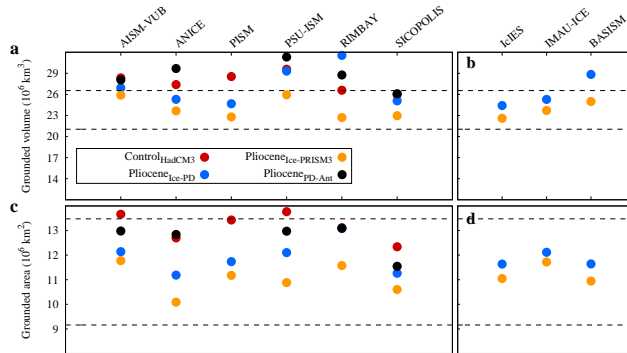 AISM-VUB ANICE PISM PSU-ISM RIMBAY SICOPOLIS IcIES IMAU-ICE BASISM
a
b
Grounded volume (10⁶ km³)
29
26
23
20
17
14
Control_HadCM3 Pliocene_Ice-PRISM3
Pliocene_Ice-PD Pliocene_PD-Ant
c
d
Grounded area (10⁶ km²)
13
12
11
10
9